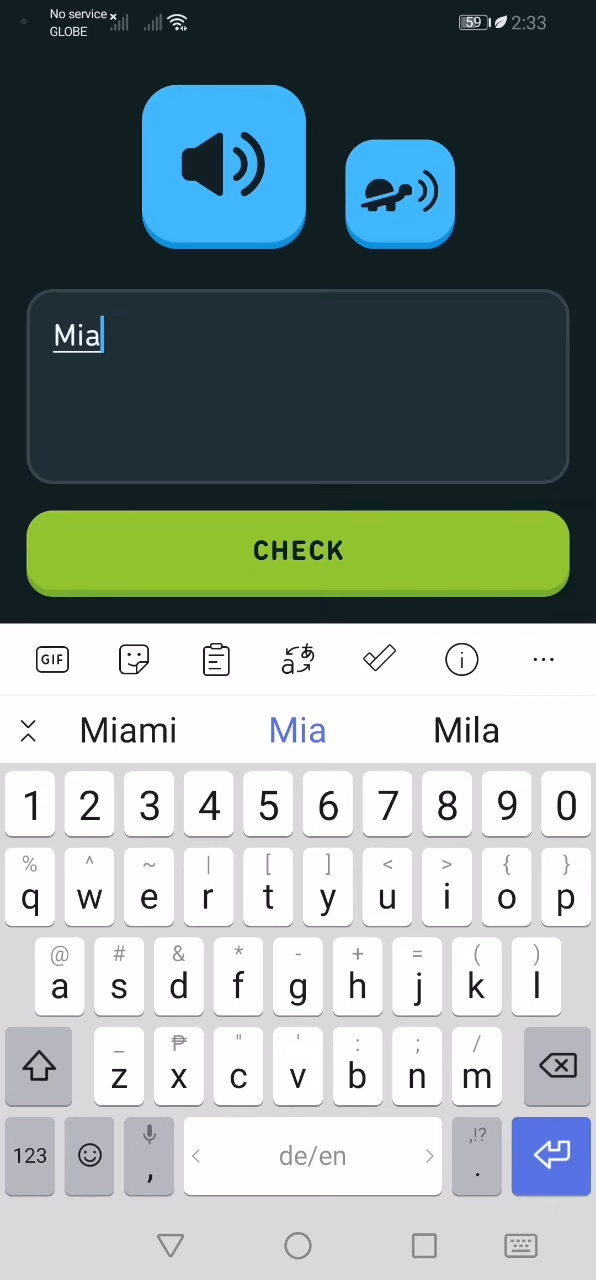 No service
GLOBE
59 2:33
Mia
CHECK
GIF
Miami Mia Mila
1 2 3 4 5 6 7 8 9 0
% ^ ~ | [ ] < > { }
q w e r t y u i o p
@ # & * - + = ( )
a s d f g h j k l
_ ₱ " ' : ; /
z x c v b n m
,!?
123 , < de/en > .